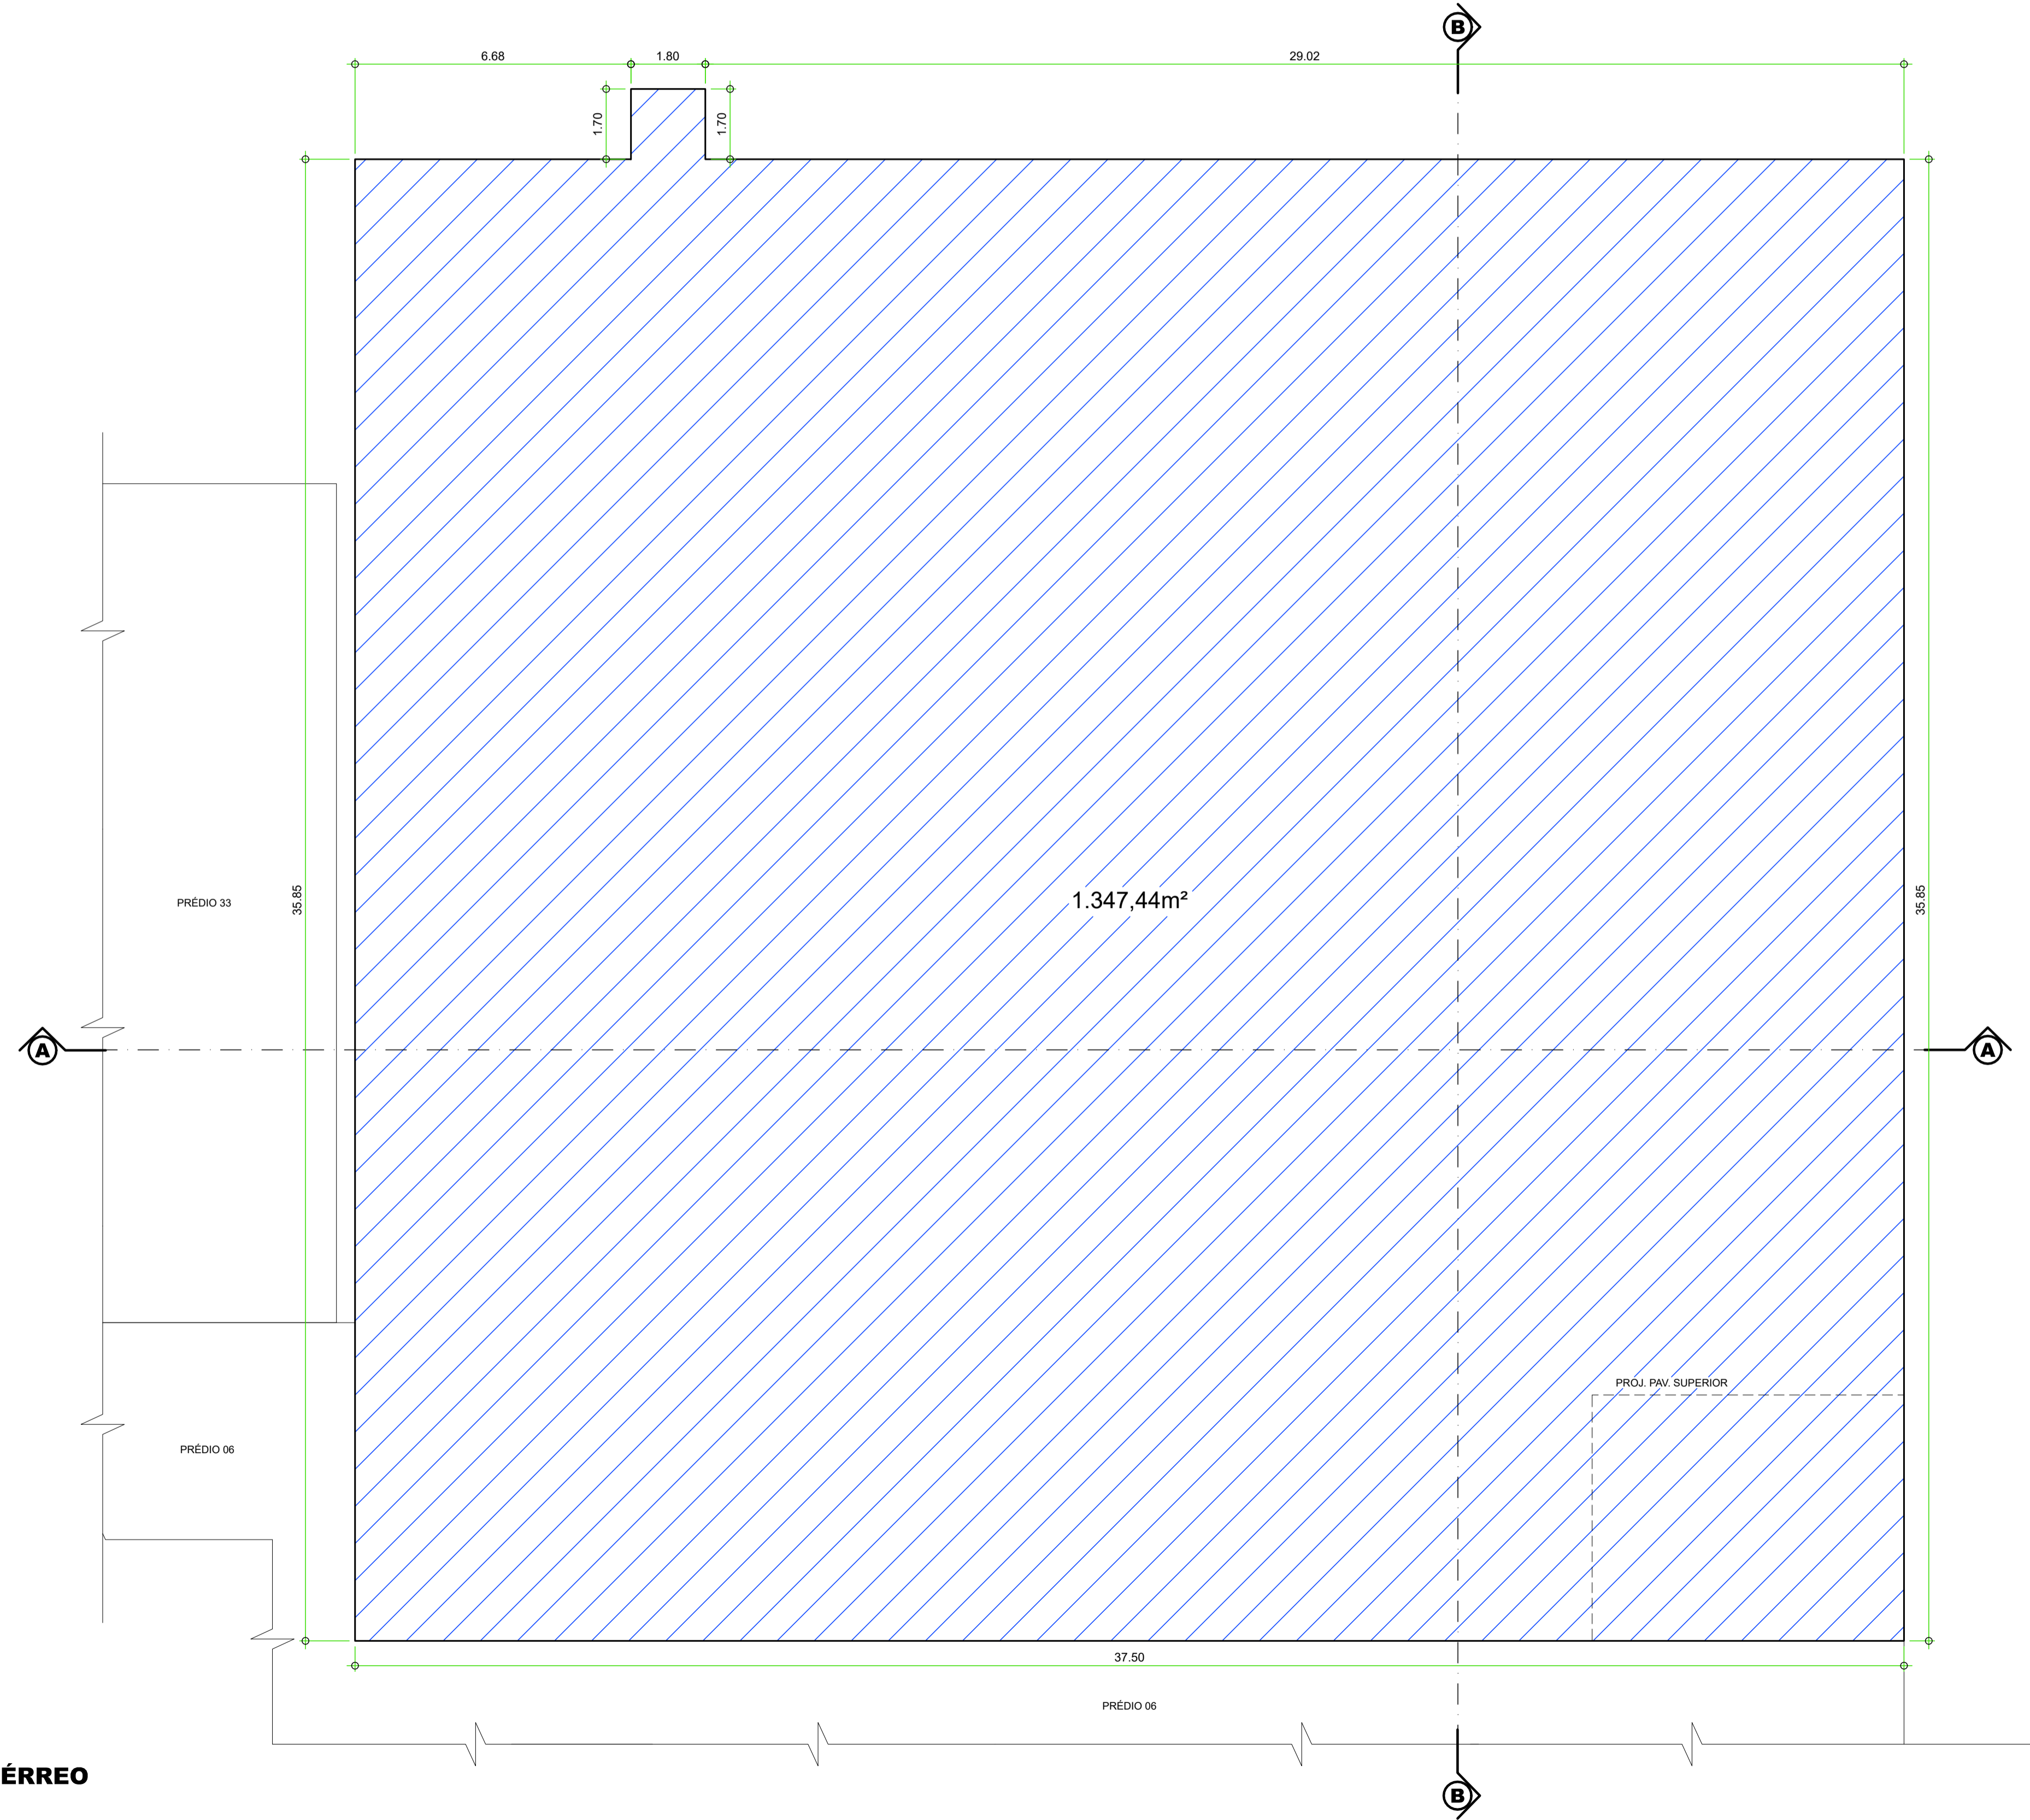 B
6.68
1.80
29.02
1.70
1.70
35.85
PRÉDIO 33
1.347,44m²
35.85
A
A
PROJ. PAV. SUPERIOR
PRÉDIO 06
37.50
PRÉDIO 06
ÉRREO
B